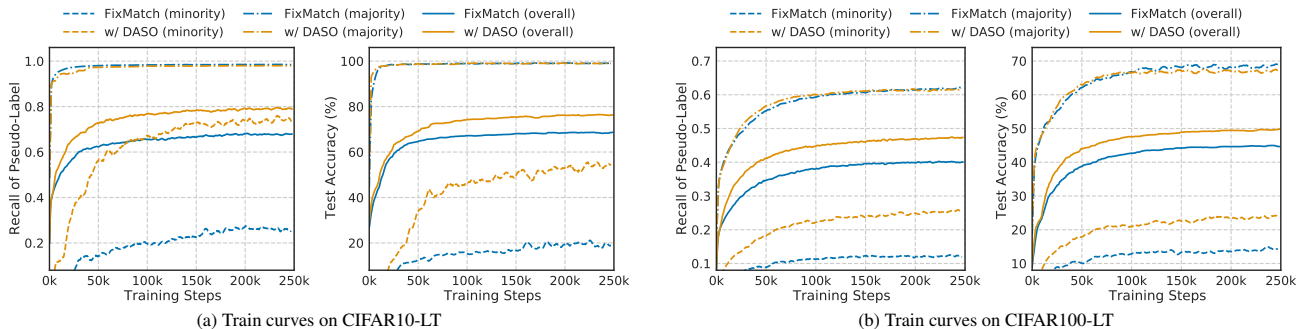 FixMatch (minority) FixMatch (majority) FixMatch (overall)
w/ DASO (minority) w/ DASO (majority) w/ DASO (overall)
Recall of Pseudo-Label
1.0
0.8
0.6
0.4
0.2
0k 50k 100k 150k 200k 250k
Training Steps
Test Accuracy (%)
100
80
60
40
20
0k 50k 100k 150k 200k 250k
Training Steps
(a) Train curves on CIFAR10-LT
FixMatch (minority) FixMatch (majority) FixMatch (overall)
w/ DASO (minority) w/ DASO (majority) w/ DASO (overall)
Recall of Pseudo-Label
0.7
0.6
0.5
0.4
0.3
0.2
0.1
0k 50k 100k 150k 200k 250k
Training Steps
Test Accuracy (%)
70
60
50
40
30
20
10
0k 50k 100k 150k 200k 250k
Training Steps
(b) Train curves on CIFAR100-LT